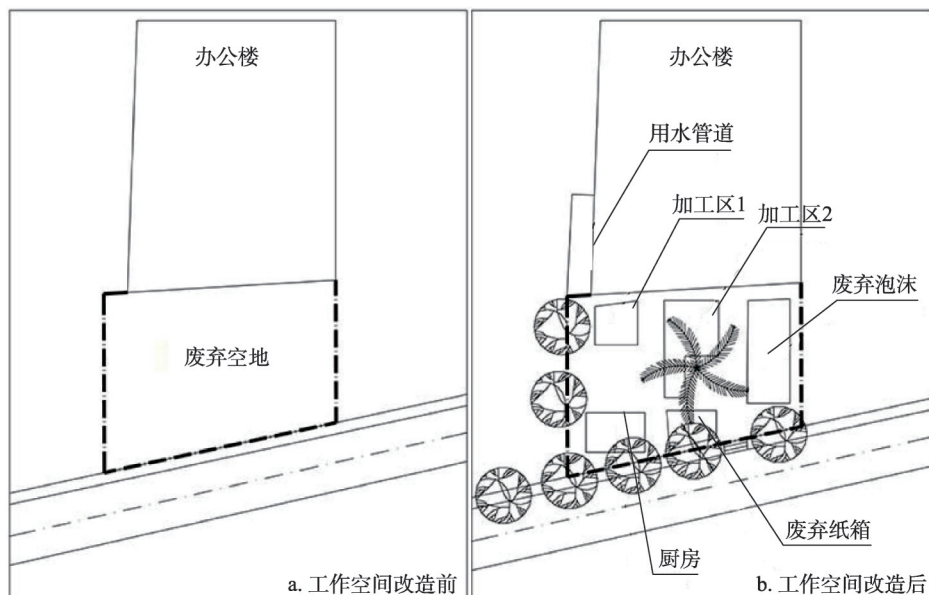 办公楼
废弃空地
a. 工作空间改造前
办公楼
用水管道
加工区1
加工区2
废弃泡沫
废弃纸箱
厨房
b. 工作空间改造后